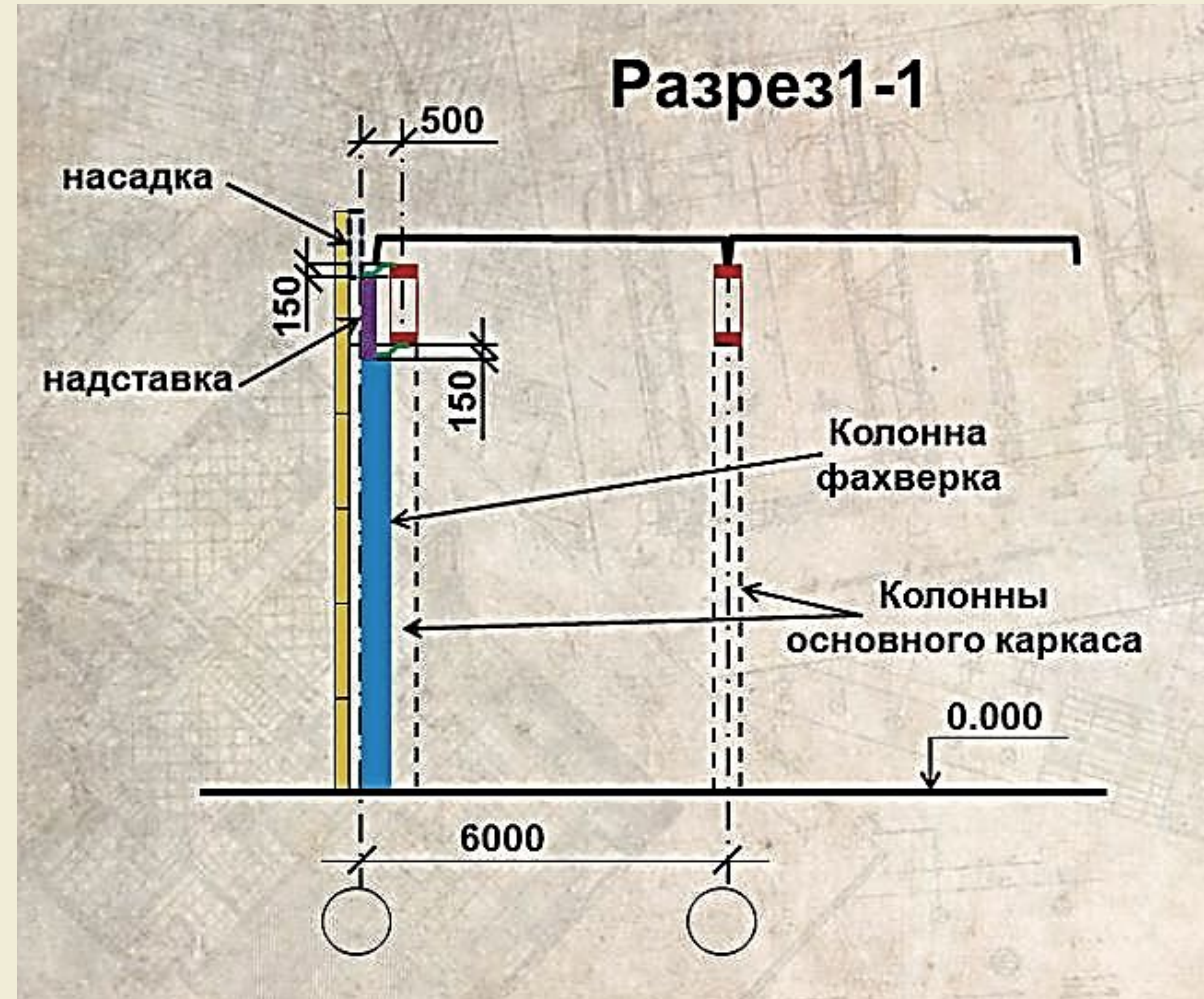 Разрез1-1
500
насадка
150
надставка
150
Колонна
фахверка
Колонны
основного каркаса
0.000
6000